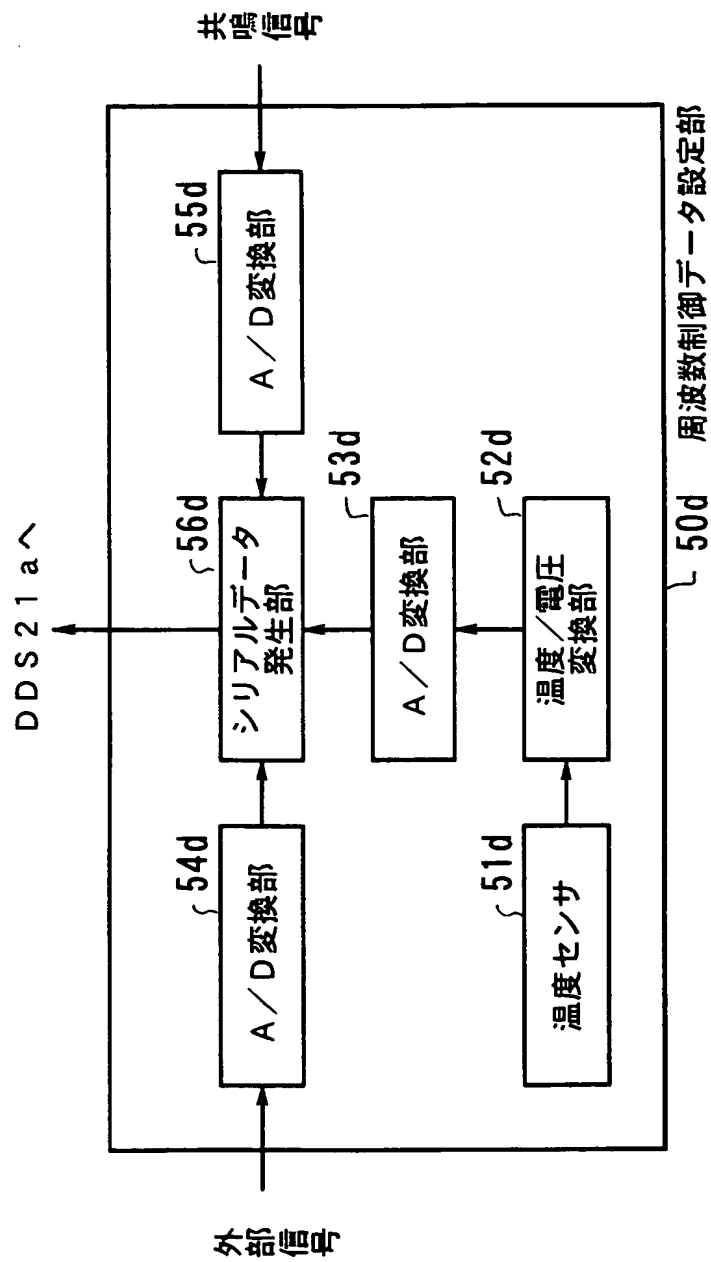 DDS21aへ
外部信号
54d
A/D変換部
56d
シリアルデータ
発生部
55d
A/D変換部
共鳴信号
53d
A/D変換部
51d
温度センサ
52d
温度/電圧
変換部
50d
周波数制御データ設定部